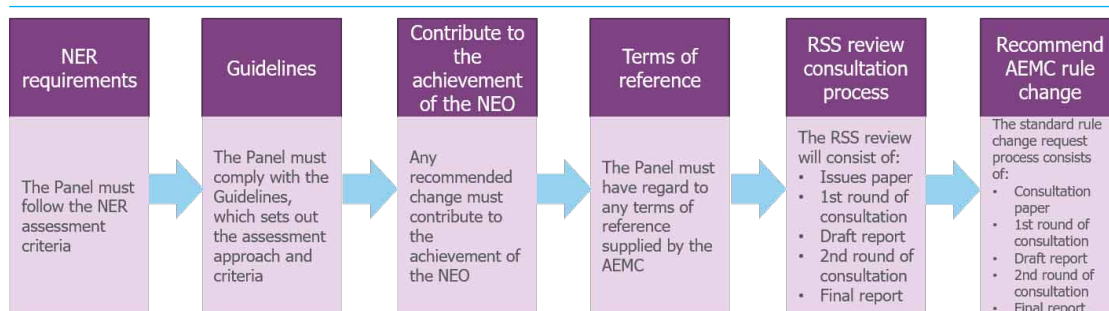 NER
requirements
The Panel must
follow the NER
assessment
criteria
Guidelines
The Panel must
comply with the
Guidelines,
which sets out
the assessment
approach and
criteria
Contribute to
the
achievement
of the NEO
Any
recommended
change must
contribute to
the
achievement of
the NEO
Terms of
reference
The Panel must
have regard to
any terms of
reference
supplied by the
AEMC
RSS review
consultation
process
The RSS review
will consist of:
• Issues paper
• 1st round of
consultation
• Draft report
• 2nd round of
consultation
• Final report
Recommend
AEMC rule
change
The standard rule
change request
process consists
of:
• Consultation
paper
• 1st round of
consultation
• Draft report
• 2nd round of
consultation
• Final report